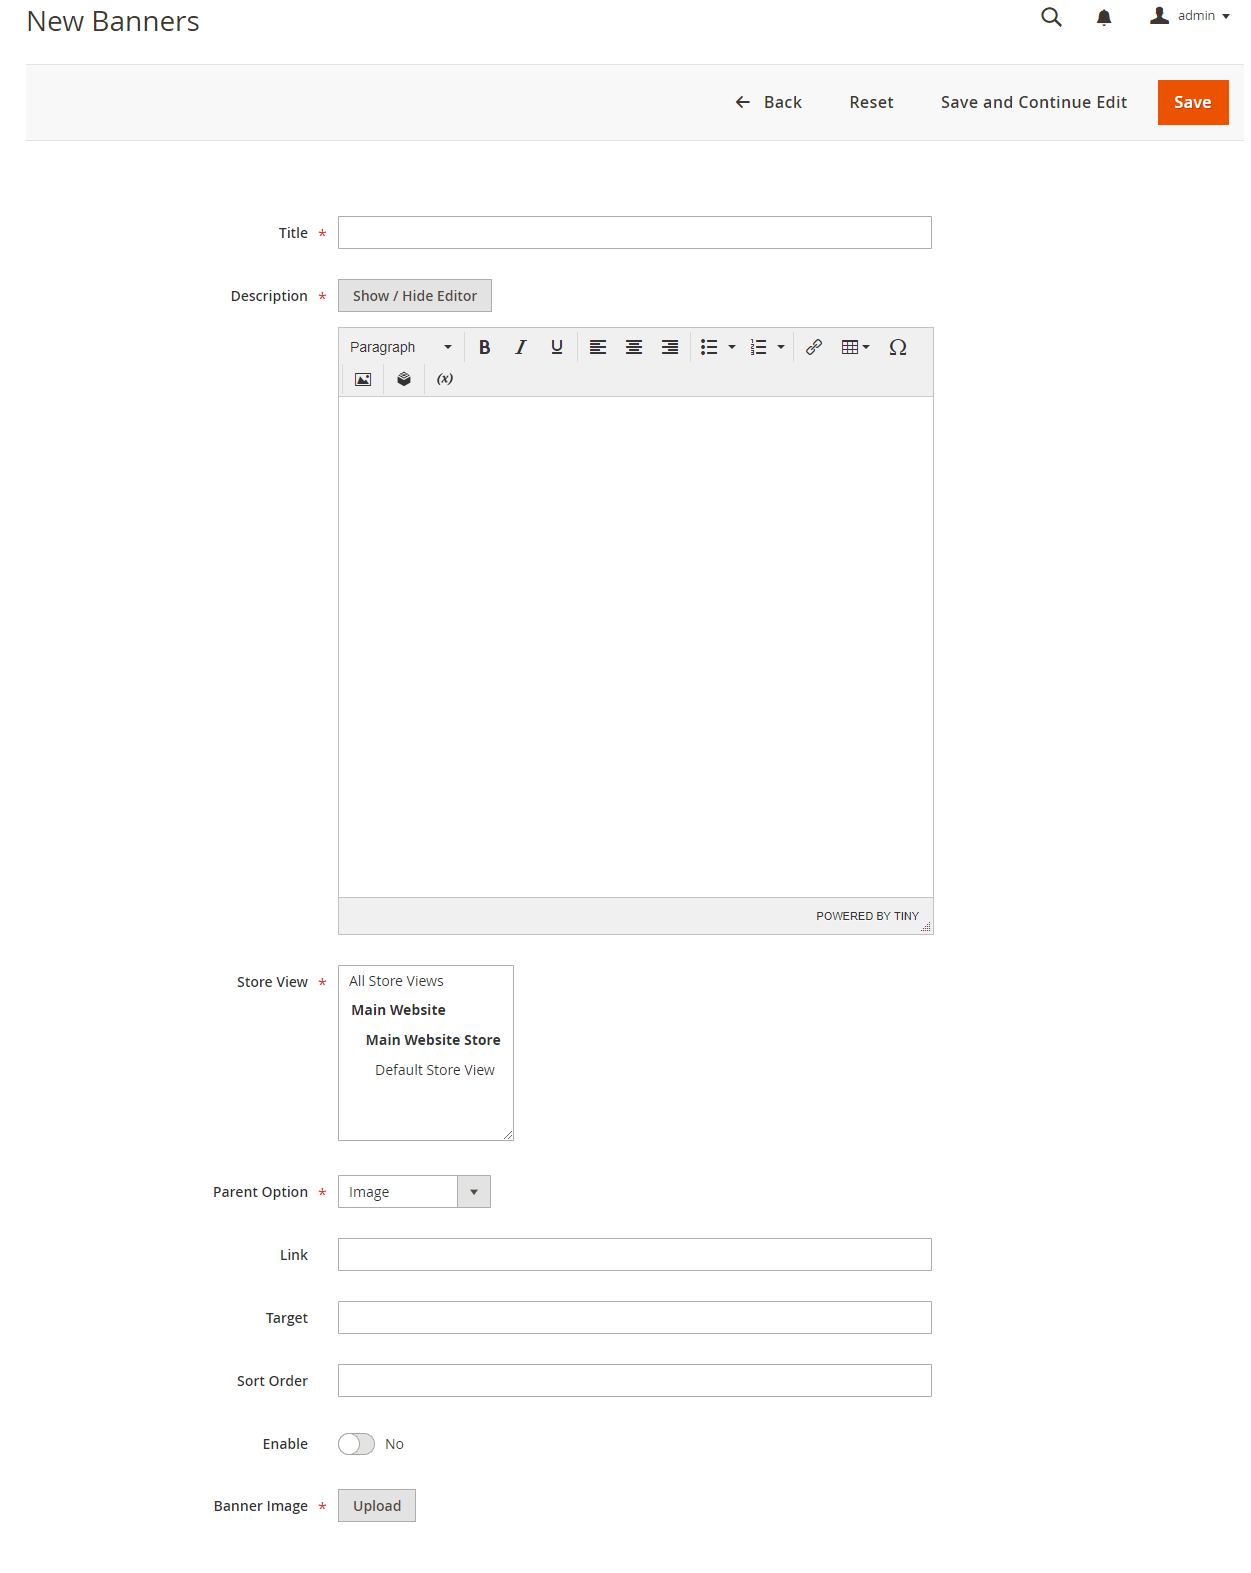 New Banners
admin
Back Reset Save and Continue Edit Save
Title *
Description * Show / Hide Editor
Paragraph B I U Ω
(x)
POWERED BY TINY
Store View * All Store Views
Main Website
Main Website Store
Default Store View
Parent Option * Image
Link
Target
Sort Order
Enable No
Banner Image * Upload